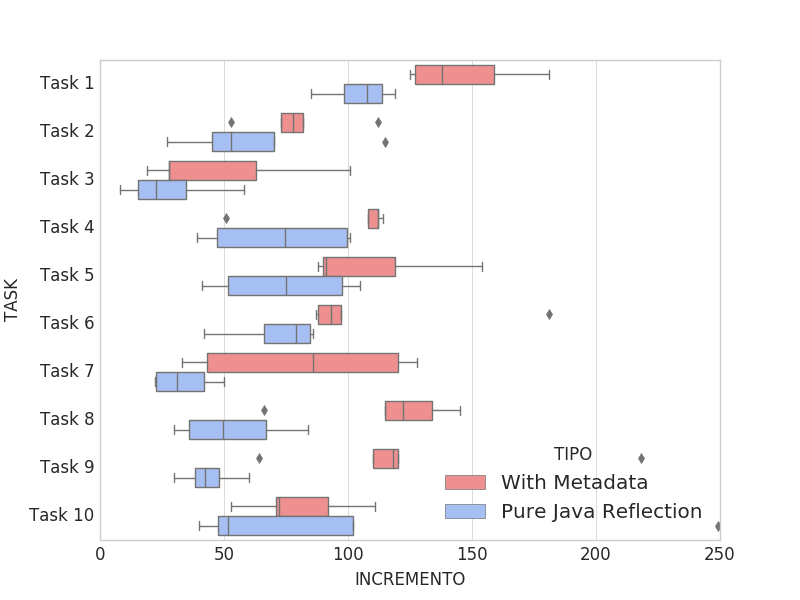 Task 1
Task 2
Task 3
Task 4
Task 5
Task 6
Task 7
Task 8
Task 9
Task 10
TASK
0 50 100 150 200 250
INCREMENTO
TIPO
With Metadata
Pure Java Reflection